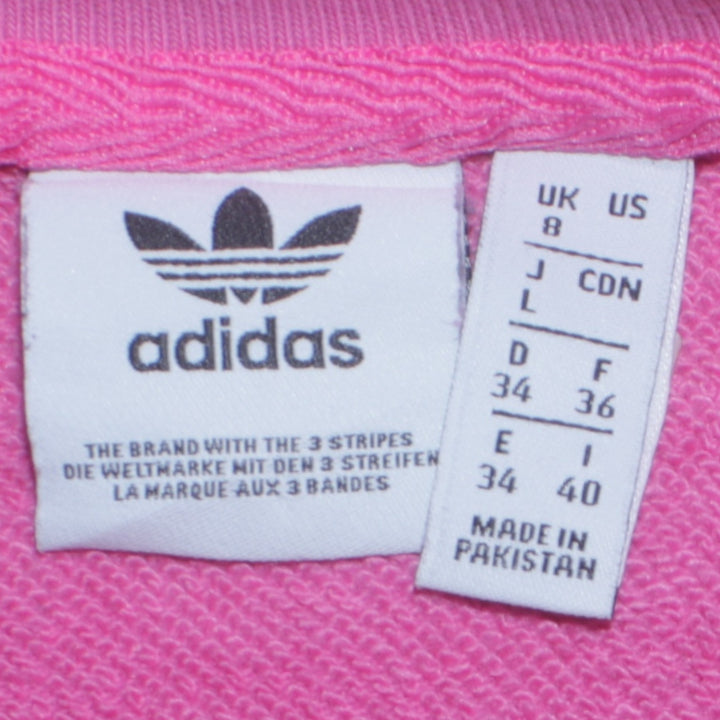 adidas
THE BRAND WITH THE 3 STRIPES
DIE WELTMARKE MIT DEN 3 STREIFEN
LA MARQUE AUX 3 BANDES
UK US
8
J CDN
L
D F
34 36
E I
34 40
MADE IN
PAKISTAN